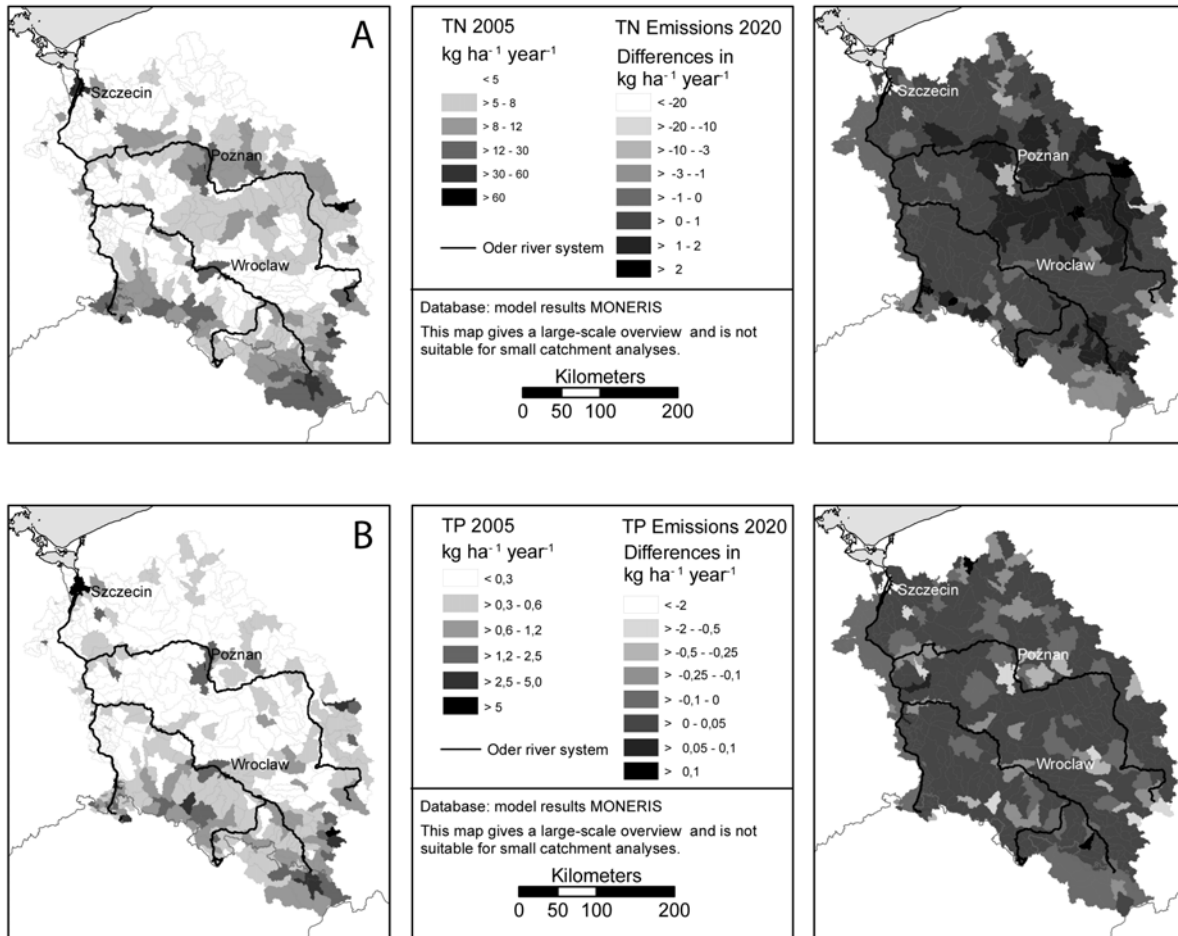 A
Szczecin
Poznan
Wroclaw
TN 2005
kg ha⁻¹ year⁻¹
< 5
> 5 - 8
> 8 - 12
> 12 - 30
> 30 - 60
> 60
Oder river system
TN Emissions 2020
Differences in
kg ha⁻¹ year⁻¹
< -20
> -20 - -10
> -10 - -3
> -3 - -1
> -1 - 0
> 0 - 1
> 1 - 2
> 2
Database: model results MONERIS
This map gives a large-scale overview and is not
suitable for small catchment analyses.
Kilometers
0 50 100 200
Szczecin
Poznan
Wroclaw
B
Szczecin
Poznan
Wroclaw
TP 2005
kg ha⁻¹ year⁻¹
< 0,3
> 0,3 - 0,6
> 0,6 - 1,2
> 1,2 - 2,5
> 2,5 - 5,0
> 5
Oder river system
TP Emissions 2020
Differences in
kg ha⁻¹ year⁻¹
< -2
> -2 - -0,5
> -0,5 - -0,25
> -0,25 - -0,1
> -0,1 - 0
> 0 - 0,05
> 0,05 - 0,1
> 0,1
Database: model results MONERIS
This map gives a large-scale overview and is not
suitable for small catchment analyses.
Kilometers
0 50 100 200
Szczecin
Poznan
Wroclaw